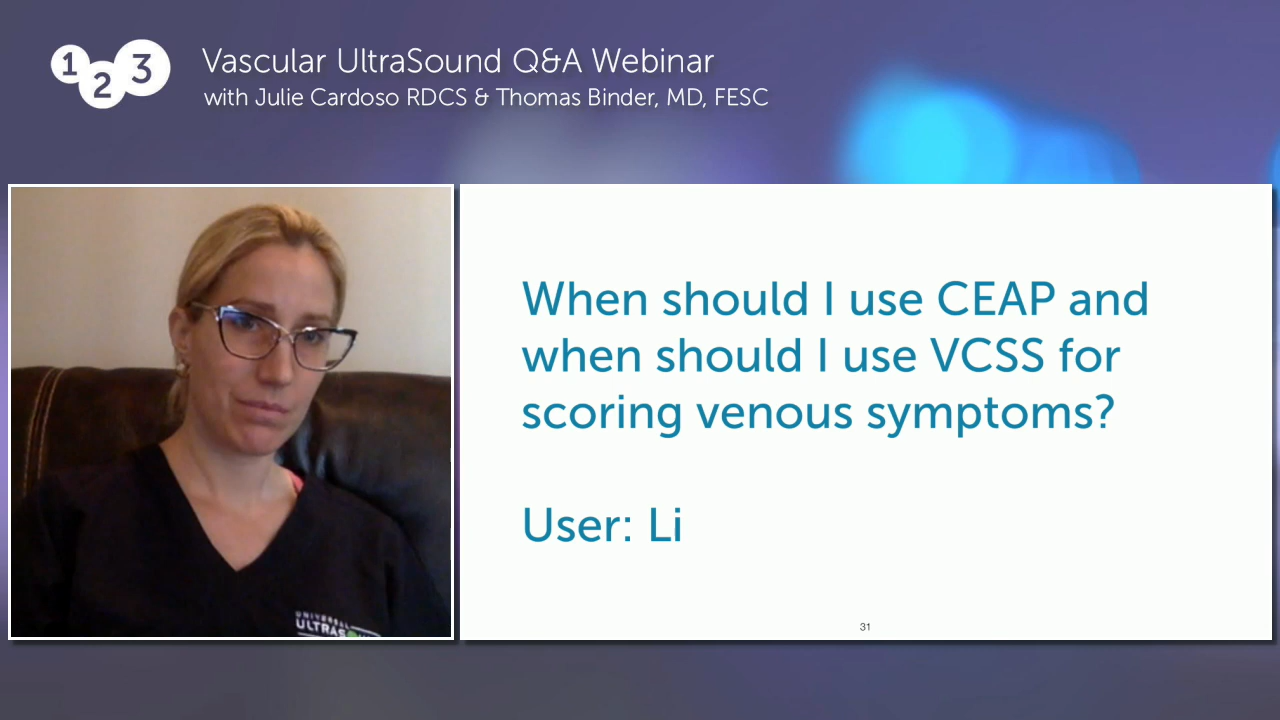 1 2 3
Vascular UltraSound Q&A Webinar
with Julie Cardoso RDCS & Thomas Binder, MD, FESC
When should I use CEAP and
when should I use VCSS for
scoring venous symptoms?
User: Li
UNIVERSAL
31